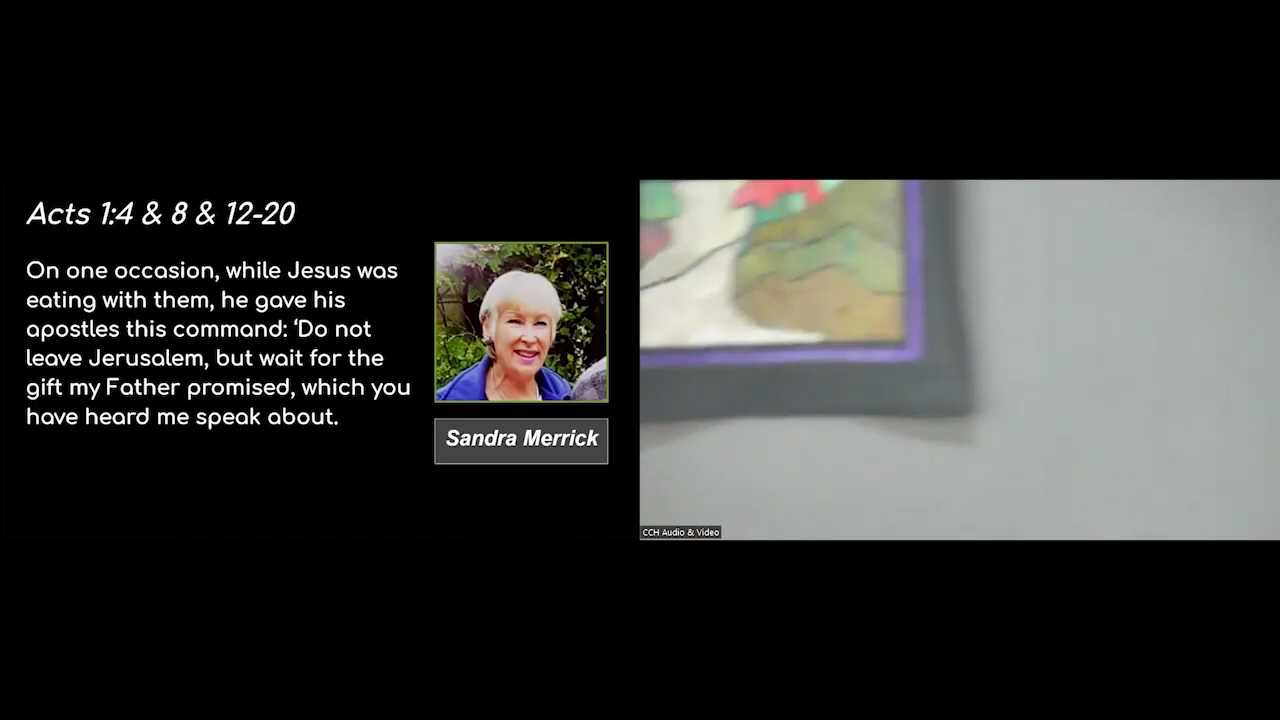 Acts 1:4 & 8 & 12-20
On one occasion, while Jesus was
eating with them, he gave his
apostles this command: ‘Do not
leave Jerusalem, but wait for the
gift my Father promised, which you
have heard me speak about.
Sandra Merrick
CCH Audio & Video